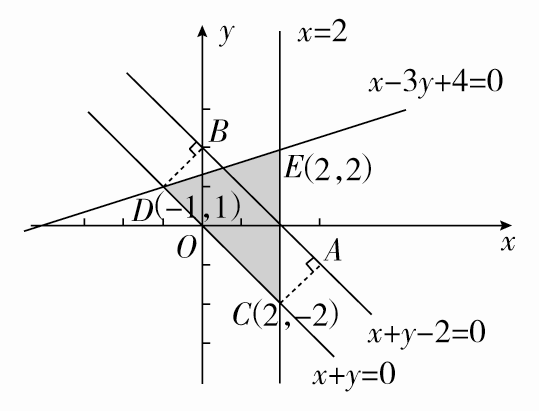 y
x=2
x−3y+4=0
B
E(2,2)
D(−1,1)
O
A
x
C(2,−2)
x+y−2=0
x+y=0